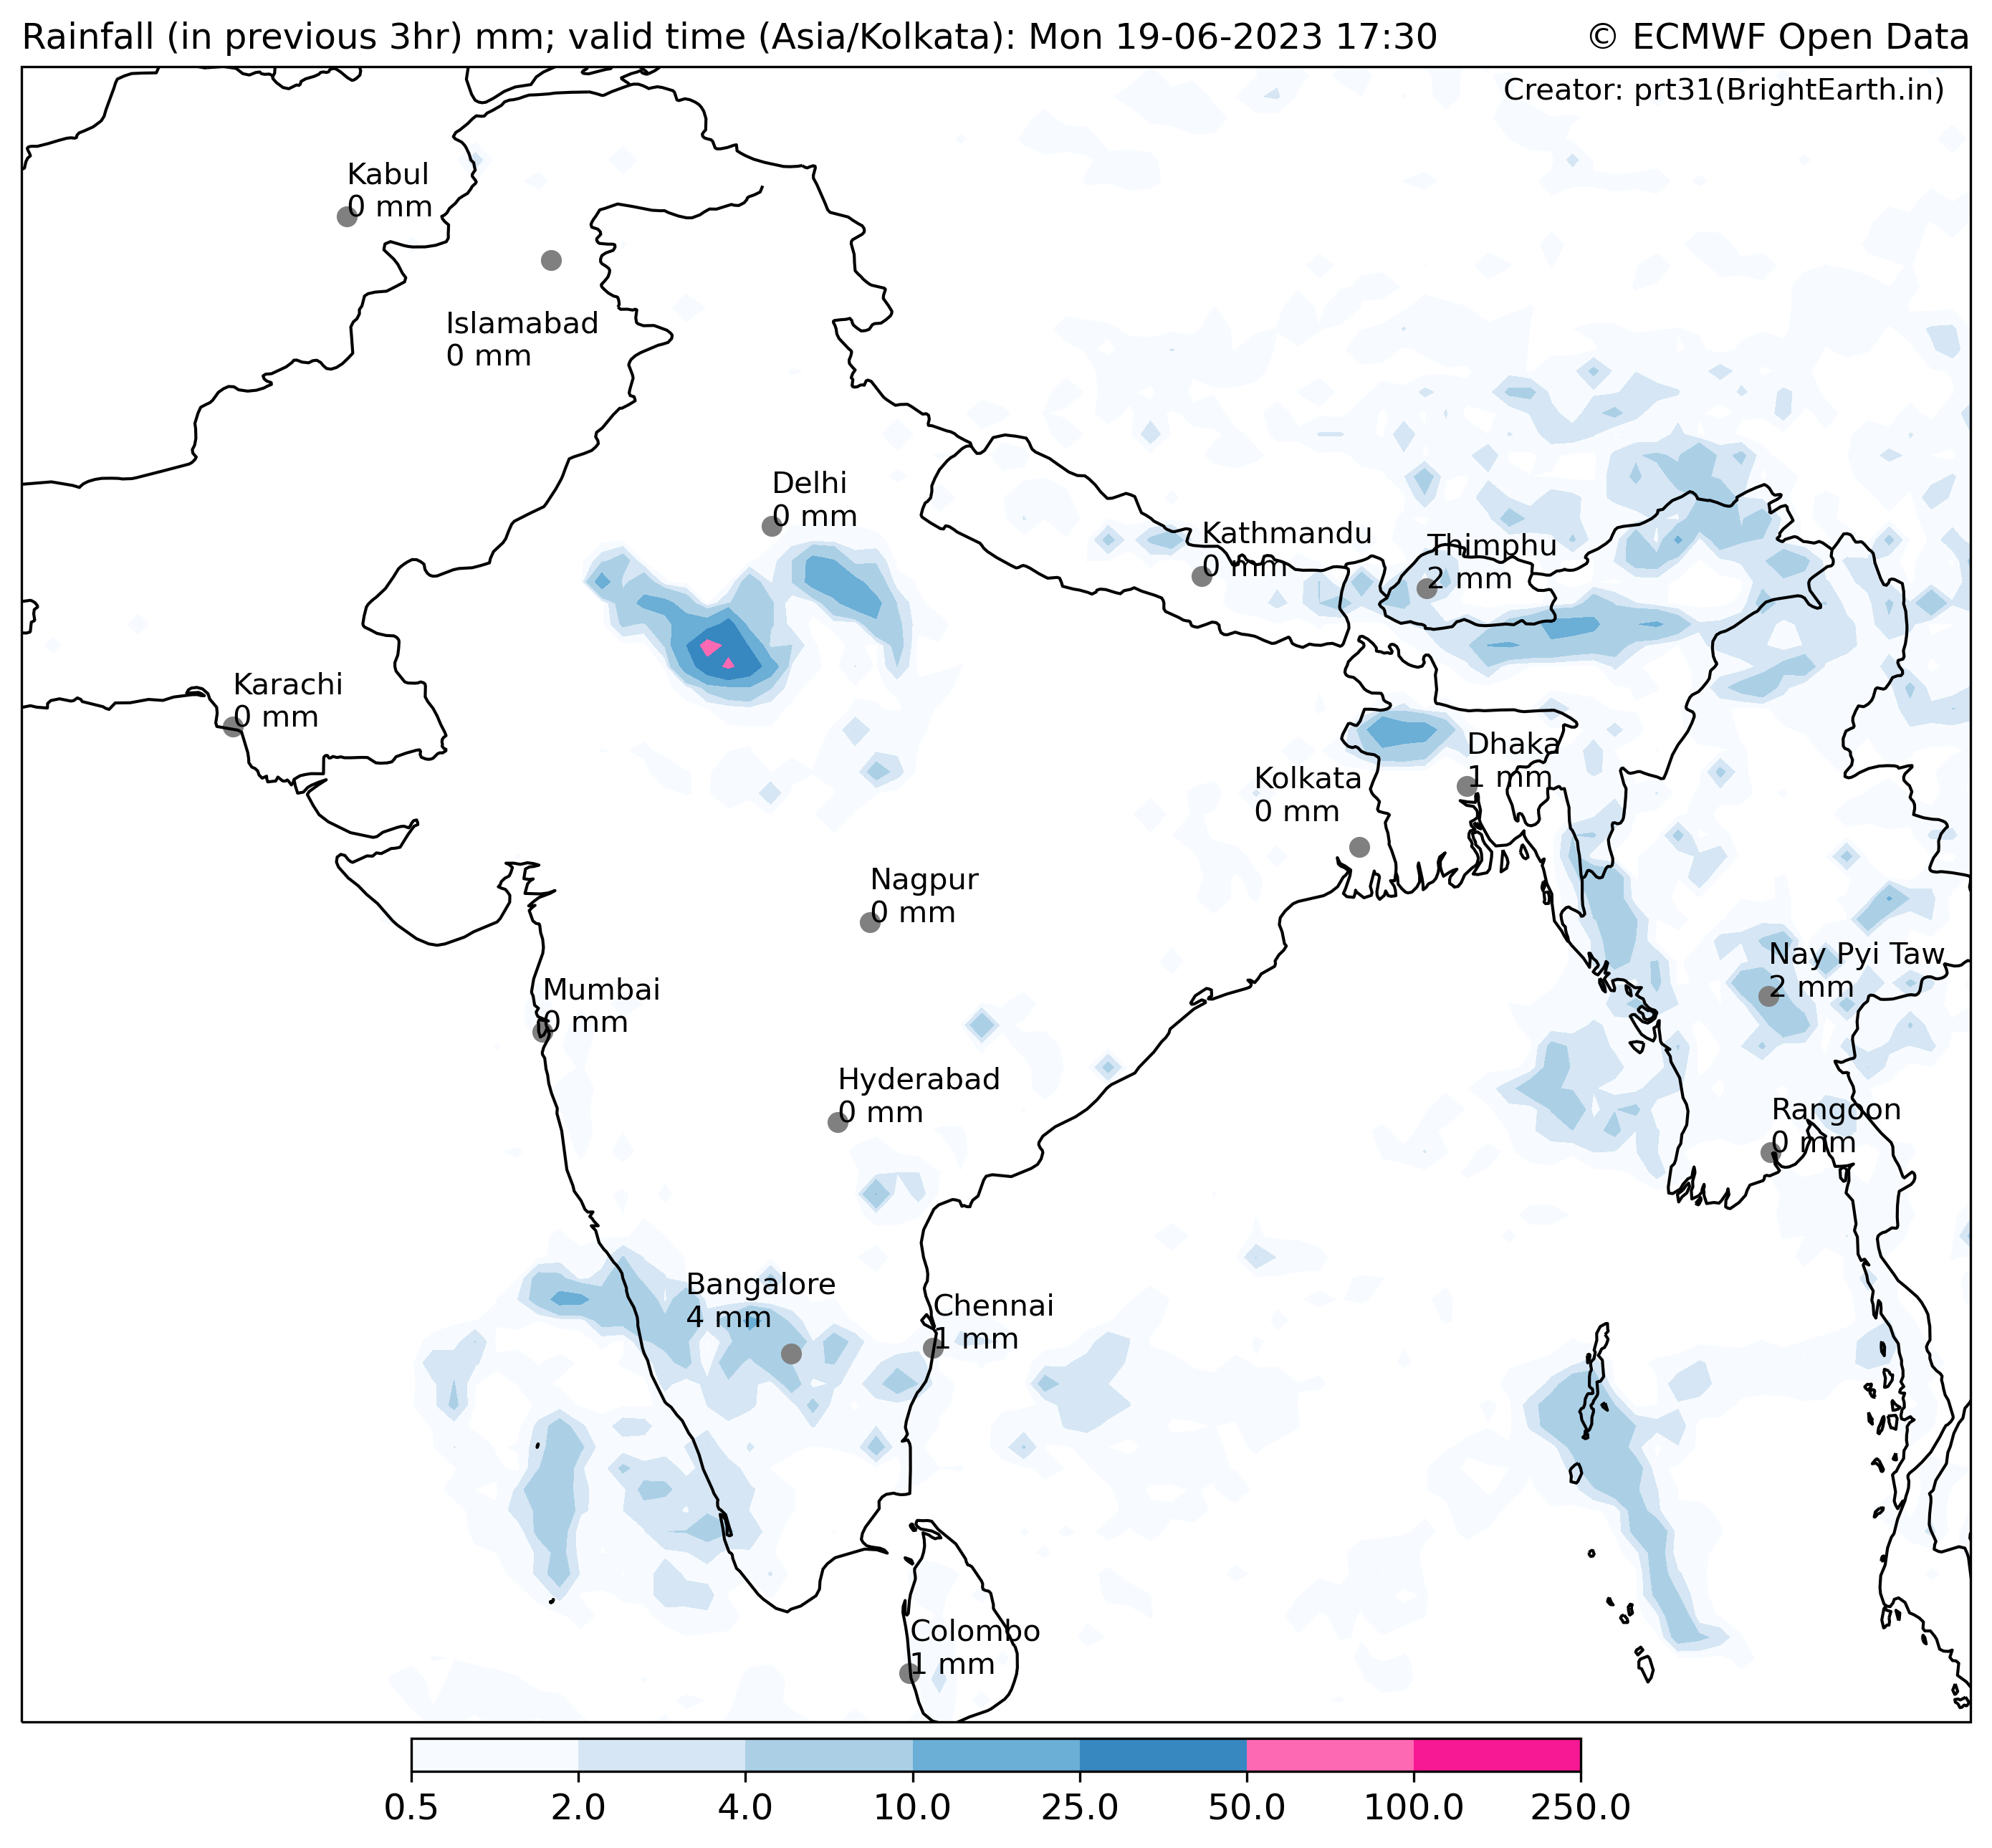 Rainfall (in previous 3hr) mm; valid time (Asia/Kolkata): Mon 19-06-2023 17:30
© ECMWF Open Data
Creator: prt31(BrightEarth.in)
Kabul
0 mm
Islamabad
0 mm
Delhi
0 mm
Kathmandu
0 mm
Thimphu
2 mm
Karachi
0 mm
Dhaka
1 mm
Kolkata
0 mm
Nagpur
0 mm
Nay Pyi Taw
2 mm
Mumbai
0 mm
Hyderabad
0 mm
Rangoon
0 mm
Bangalore
4 mm
Chennai
1 mm
Colombo
1 mm
0.5 2.0 4.0 10.0 25.0 50.0 100.0 250.0